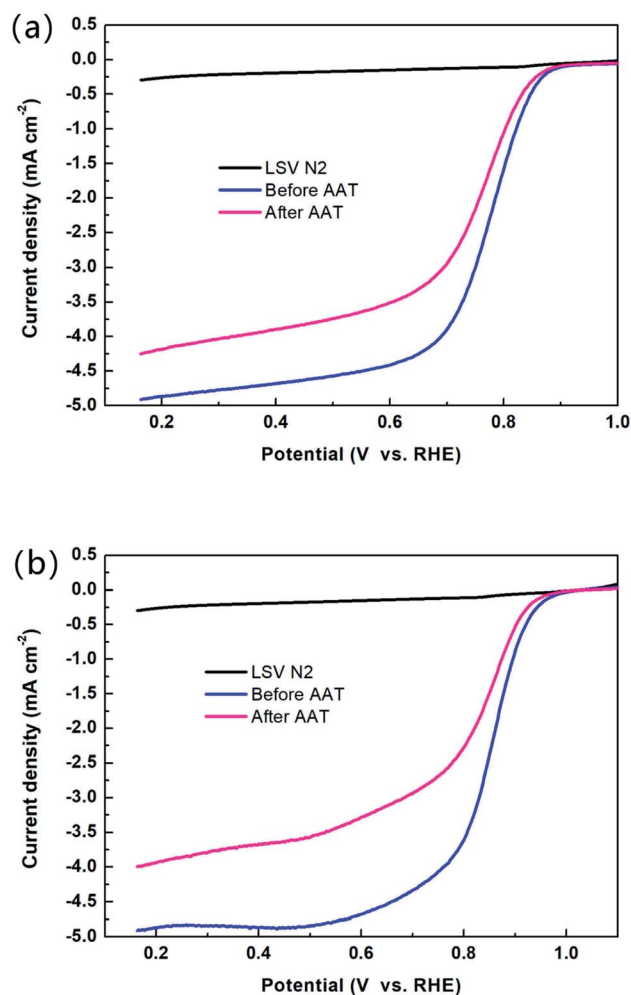 (a)
0.5
0.0
-0.5
-1.0
-1.5
-2.0
-2.5
-3.0
-3.5
-4.0
-4.5
-5.0
Current density (mA cm⁻²)
LSV N2
Before AAT
After AAT
0.2 0.4 0.6 0.8 1.0
Potential (V vs. RHE)
(b)
0.5
0.0
-0.5
-1.0
-1.5
-2.0
-2.5
-3.0
-3.5
-4.0
-4.5
-5.0
Current density (mA cm⁻²)
LSV N2
Before AAT
After AAT
0.2 0.4 0.6 0.8 1.0
Potential (V vs. RHE)